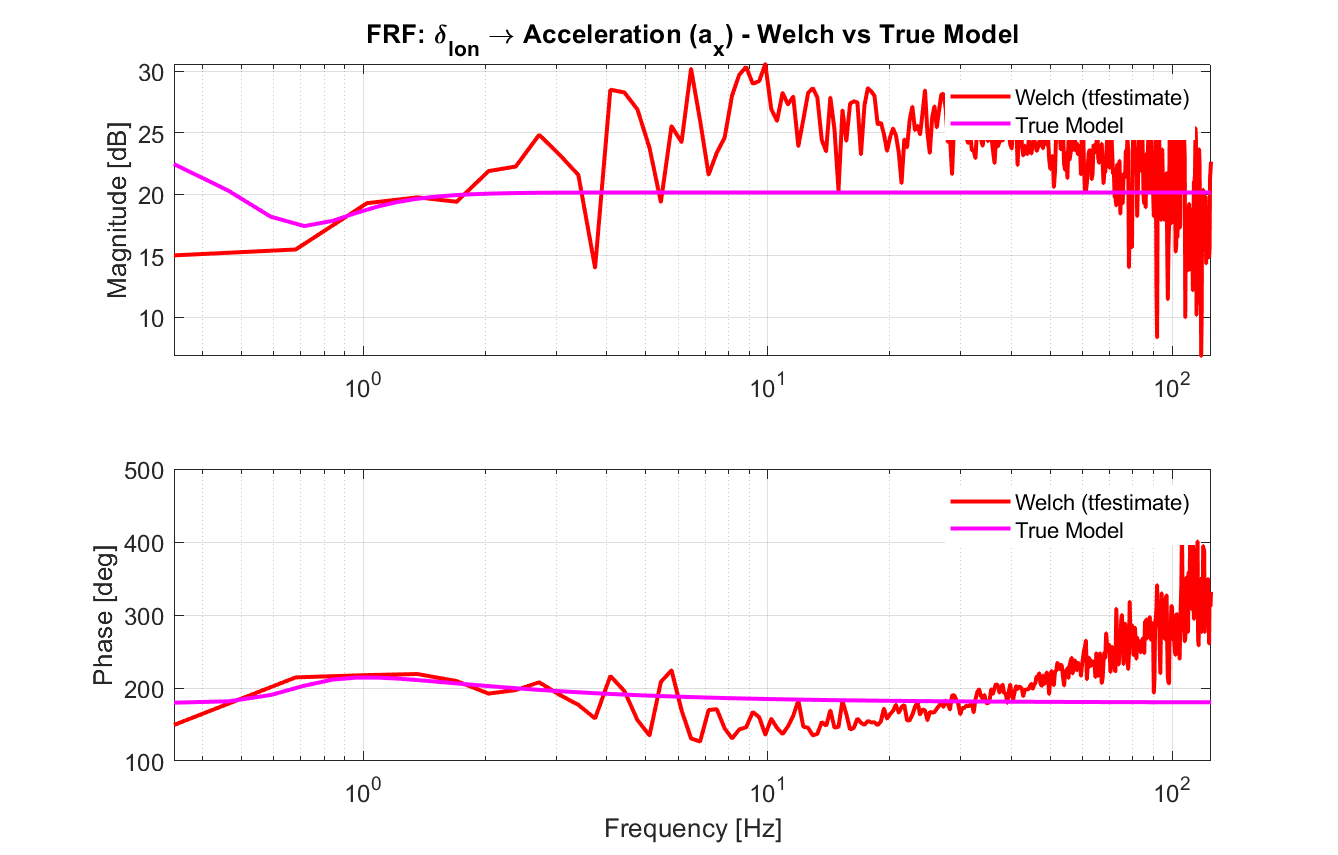 FRF: δ_lon → Acceleration (a_x) - Welch vs True Model
30
25
20
15
10
Magnitude [dB]
Welch (tfestimate)
True Model
10^0
10^1
10^2
500
400
300
200
100
Phase [deg]
Welch (tfestimate)
True Model
10^0
10^1
10^2
Frequency [Hz]